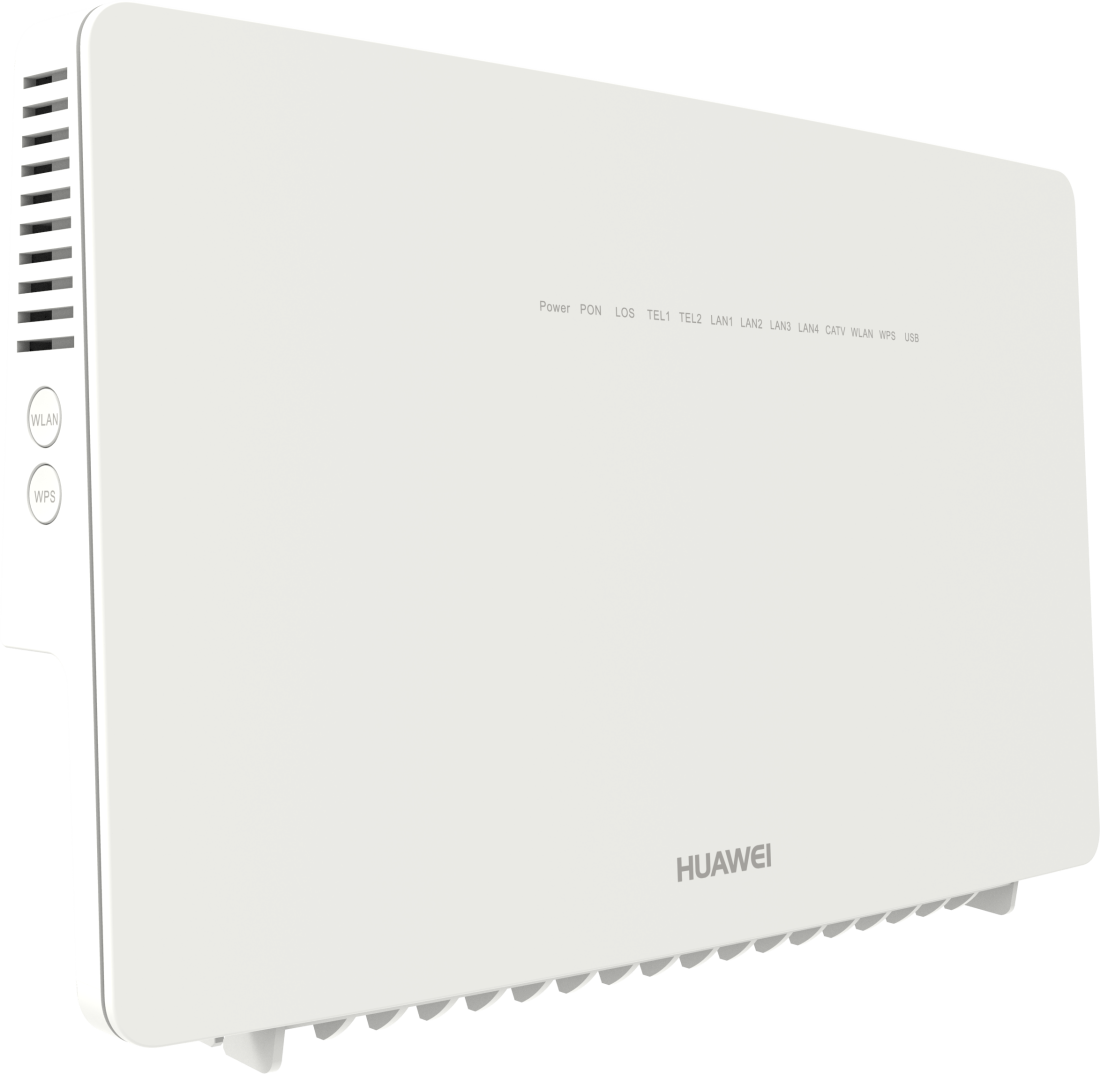 Power PON LOS TEL1 TEL2 LAN1 LAN2 LAN3 LAN4 CATV WLAN WPS USB
WLAN
WPS
HUAWEI